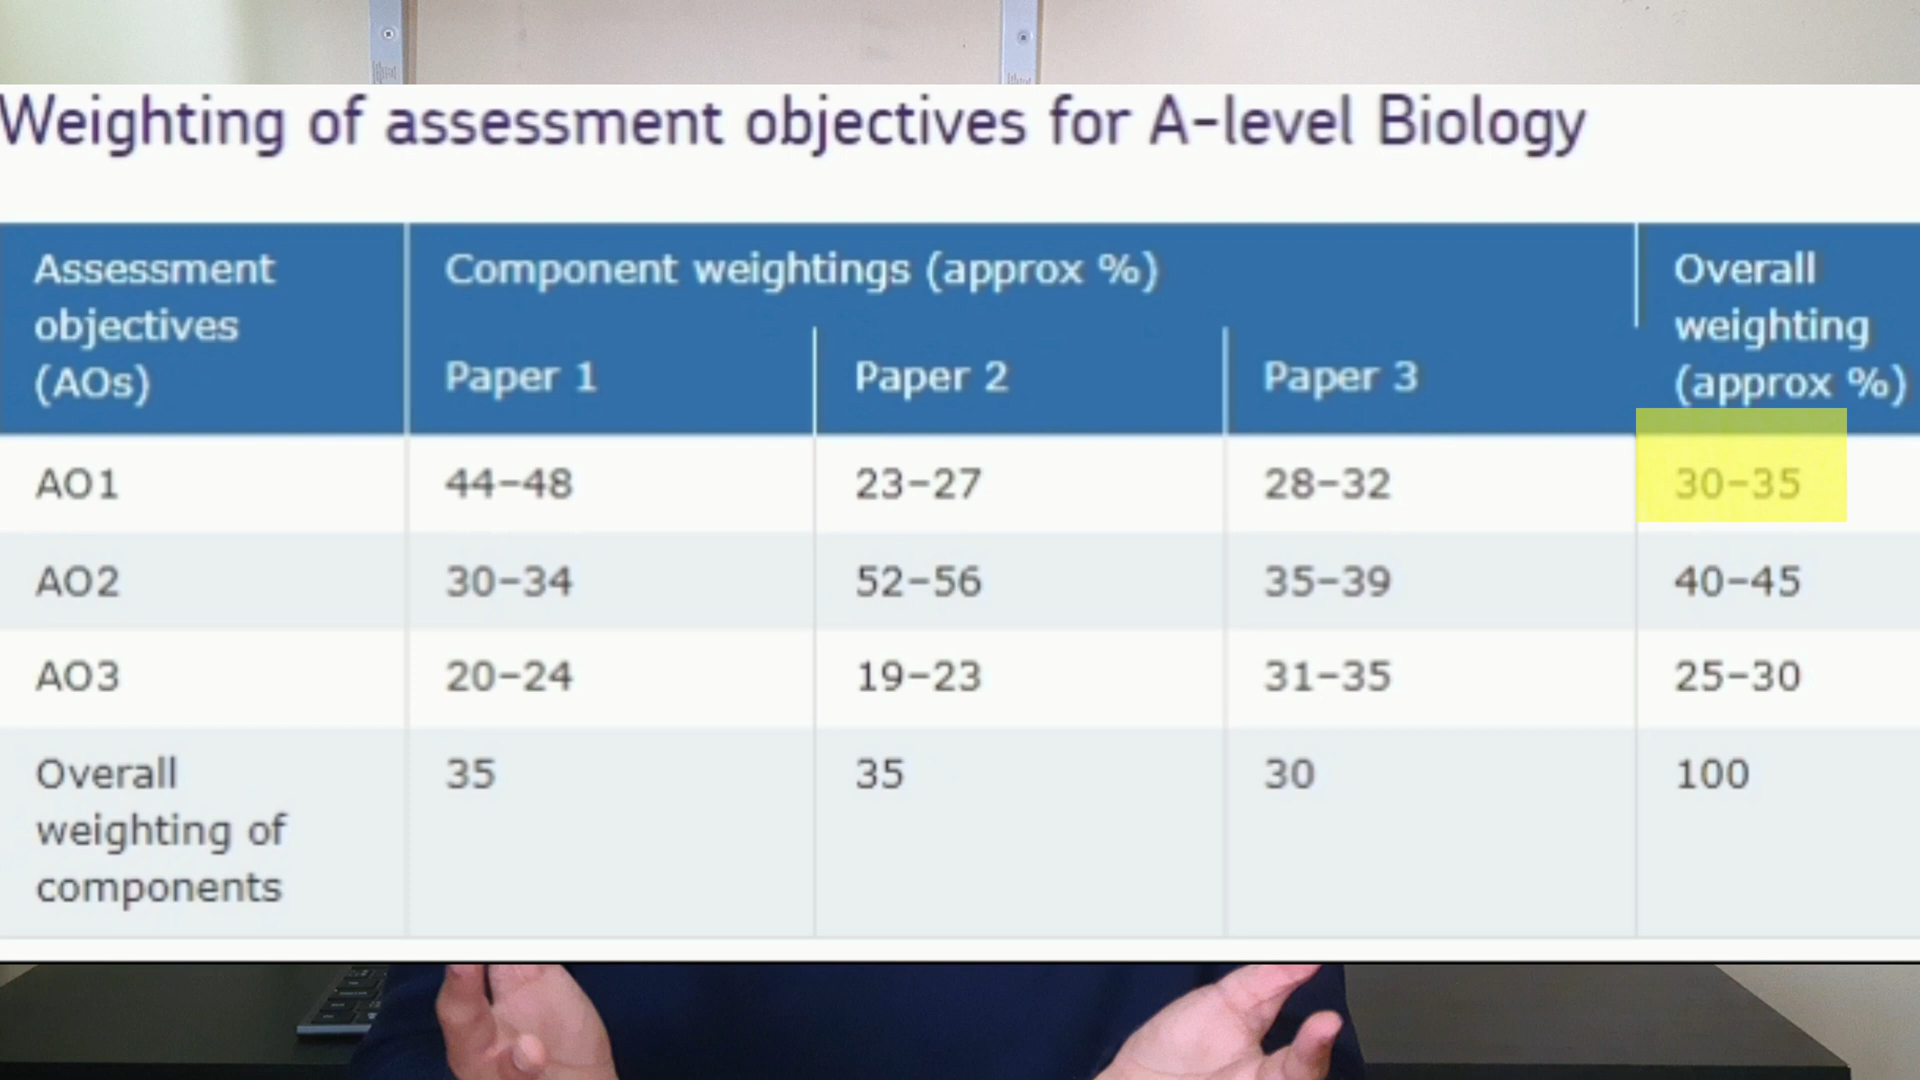 Weighting of assessment objectives for A-level Biology
Assessment
objectives
(AOs)
Component weightings (approx %)
Overall
weighting
(approx %)
Paper 1
Paper 2
Paper 3
AO1
44–48
23–27
28–32
30–35
AO2
30–34
52–56
35–39
40–45
AO3
20–24
19–23
31–35
25–30
Overall
weighting of
components
35
35
30
100